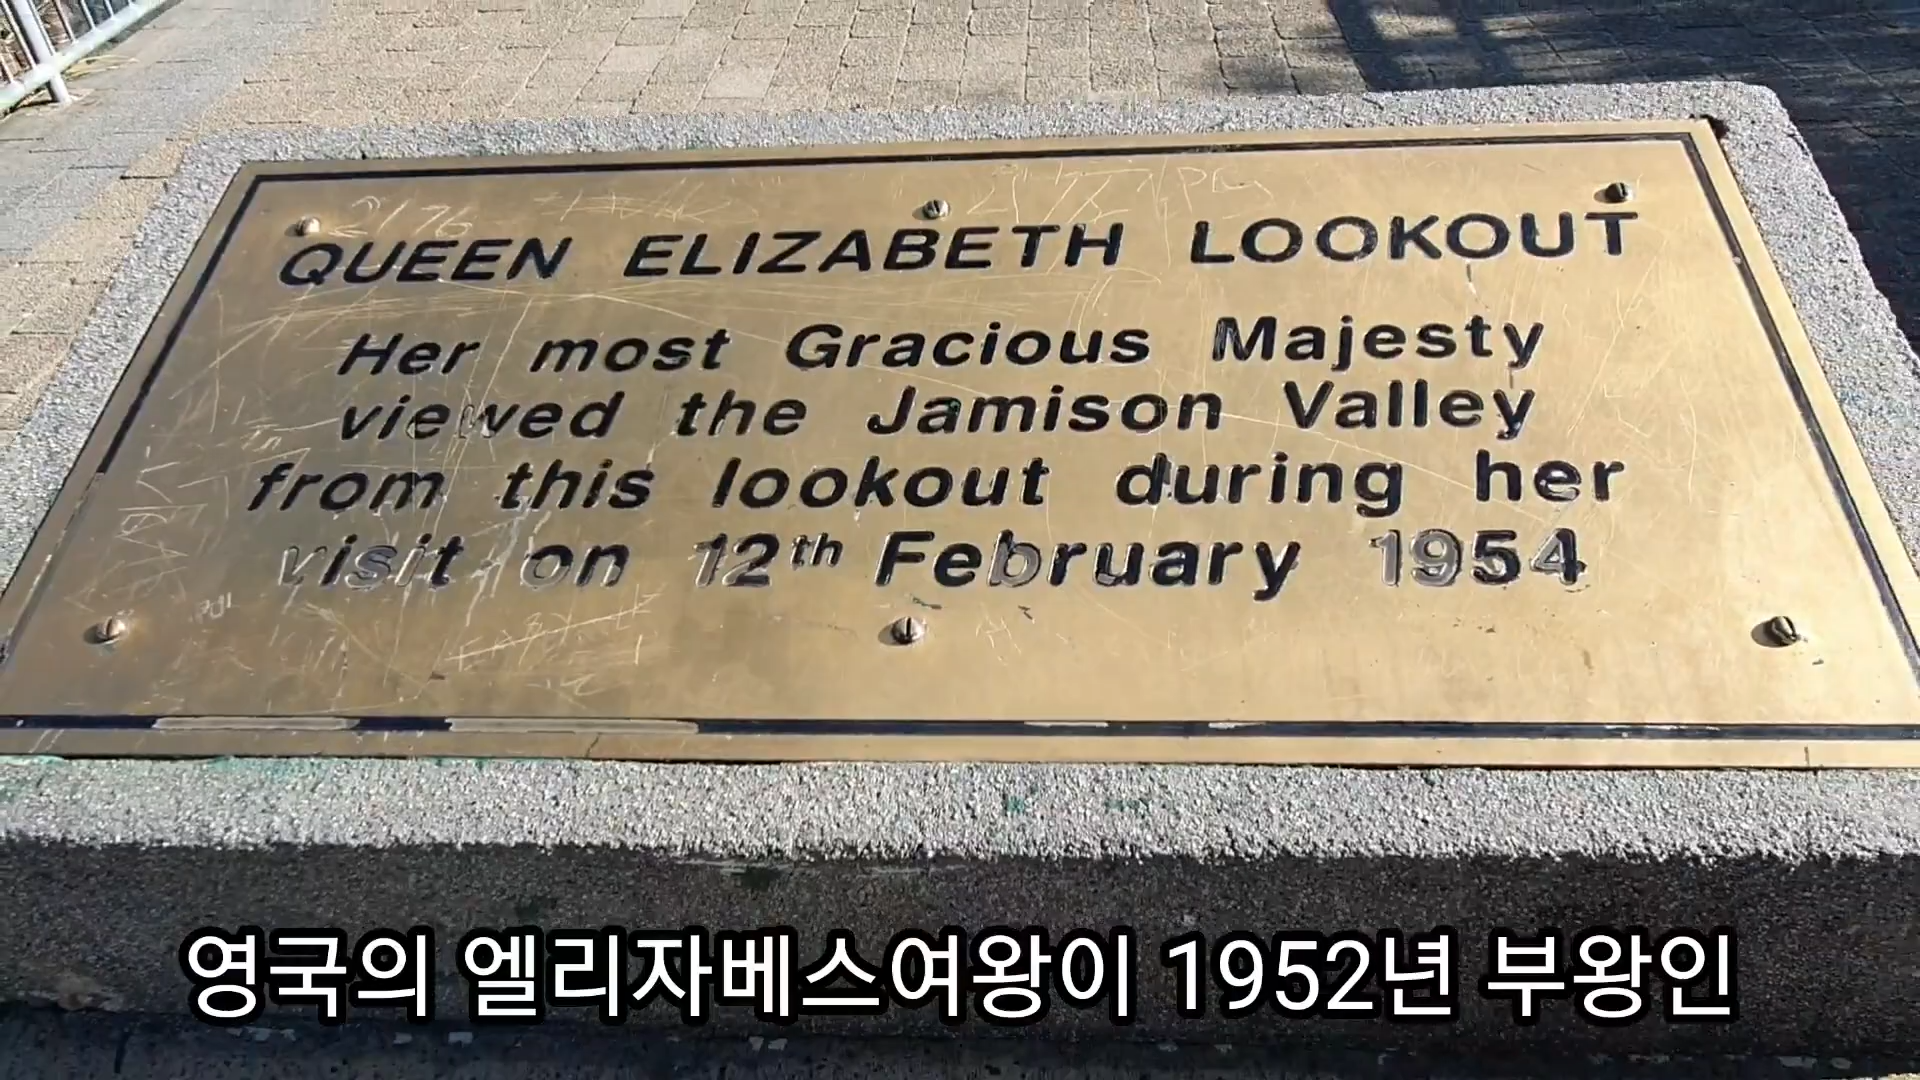 QUEEN ELIZABETH LOOKOUT
Her most Gracious Majesty
viewed the Jamison Valley
from this lookout during her
visit on 12th February 1954
영국의 엘리자베스여왕이 1952년 부왕인